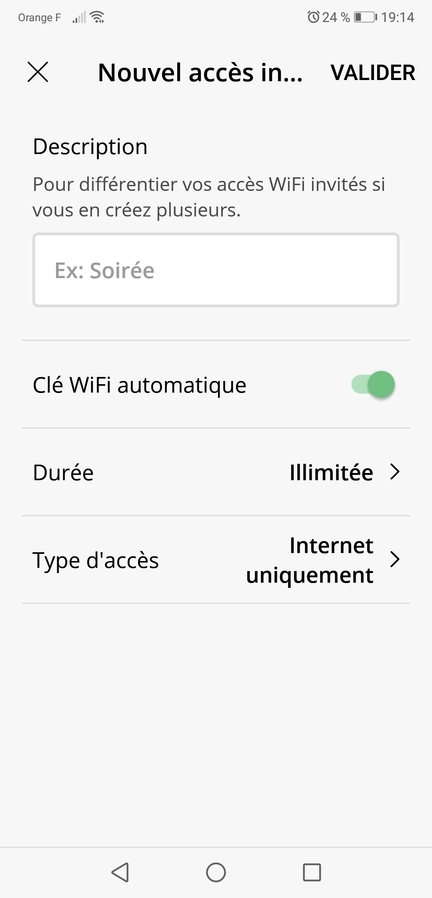 Orange F 24 % 19:14
Nouvel accès in... VALIDER
Description
Pour différentier vos accès WiFi invités si
vous en créez plusieurs.
Ex: Soirée
Clé WiFi automatique
Durée Illimitée
Type d'accès Internet
uniquement